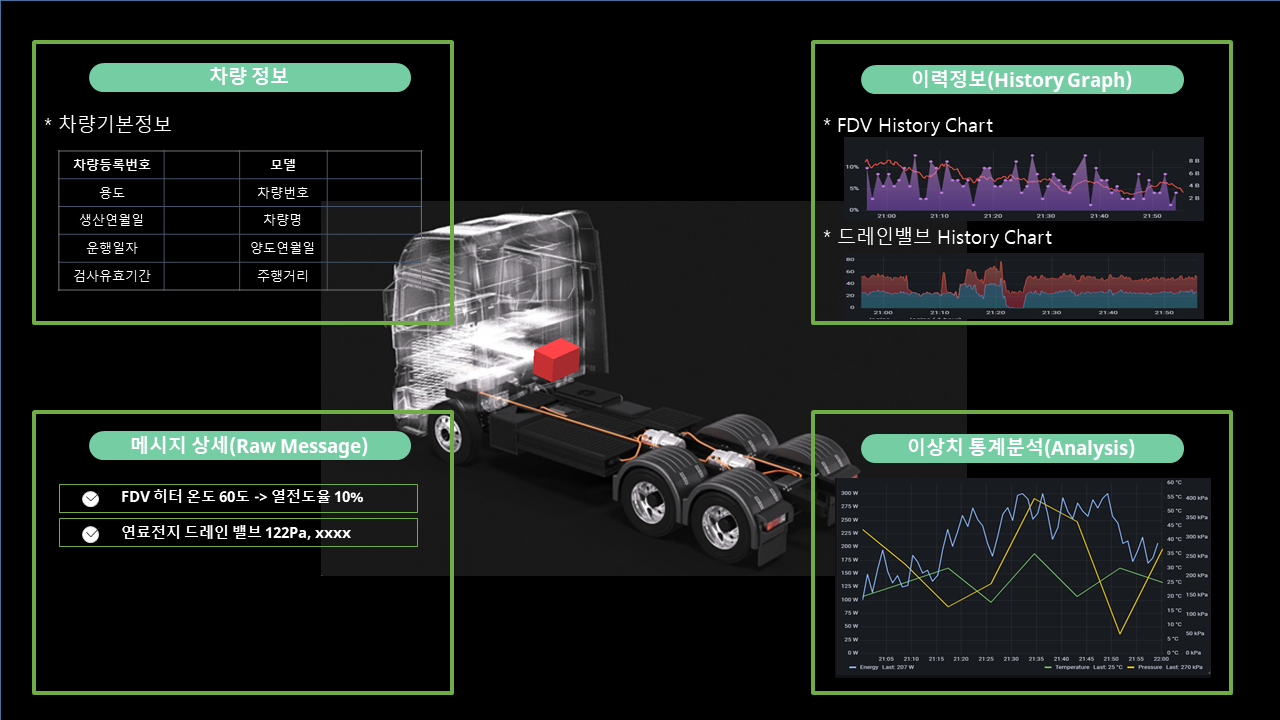 차량 정보
* 차량기본정보
차량등록번호 모델
용도 차량번호
생산연월일 차량명
운행일자 양도연월일
검사유효기간 주행거리
이력정보(History Graph)
* FDV History Chart
10%
5%
0%
8 B
6 B
4 B
2 B
21:00 21:10 21:20 21:30 21:40 21:50
* 드레인밸브 History Chart
80
60
40
20
0
21:00 21:10 21:20 21:30 21:40 21:50
메시지 상세(Raw Message)
FDV 히터 온도 60도 -> 열전도율 10%
연료전지 드레인 밸브 122Pa, xxxx
이상치 통계분석(Analysis)
300 W
275 W
250 W
225 W
200 W
175 W
150 W
125 W
100 W
75 W
50 W
25 W
0 W
60 °C
55 °C
50 °C
45 °C
40 °C
35 °C
30 °C
25 °C
20 °C
15 °C
10 °C
5 °C
0 °C
400 kPa
350 kPa
300 kPa
250 kPa
200 kPa
150 kPa
100 kPa
50 kPa
0 kPa
21:05 21:10 21:15 21:20 21:25 21:30 21:35 21:40 21:45 21:50 21:55 22:00
Energy Last: 207 W Temperature Last: 25 °C Pressure Last: 270 kPa